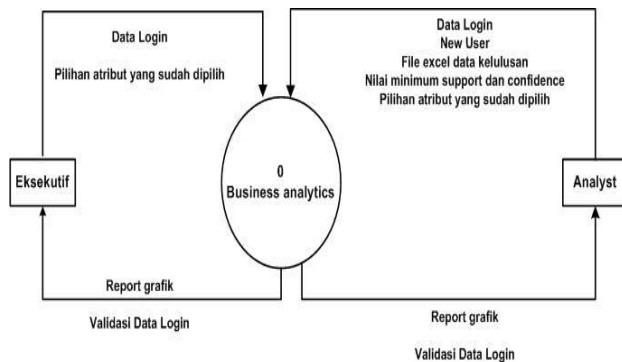 Data Login
Pilihan atribut yang sudah dipilih
Data Login
New User
File excel data kelulusan
Nilai minimum support dan confidence
Pilihan atribut yang sudah dipilih
Eksekutif
0
Business analytics
Analyst
Report grafik
Validasi Data Login
Report grafik
Validasi Data Login